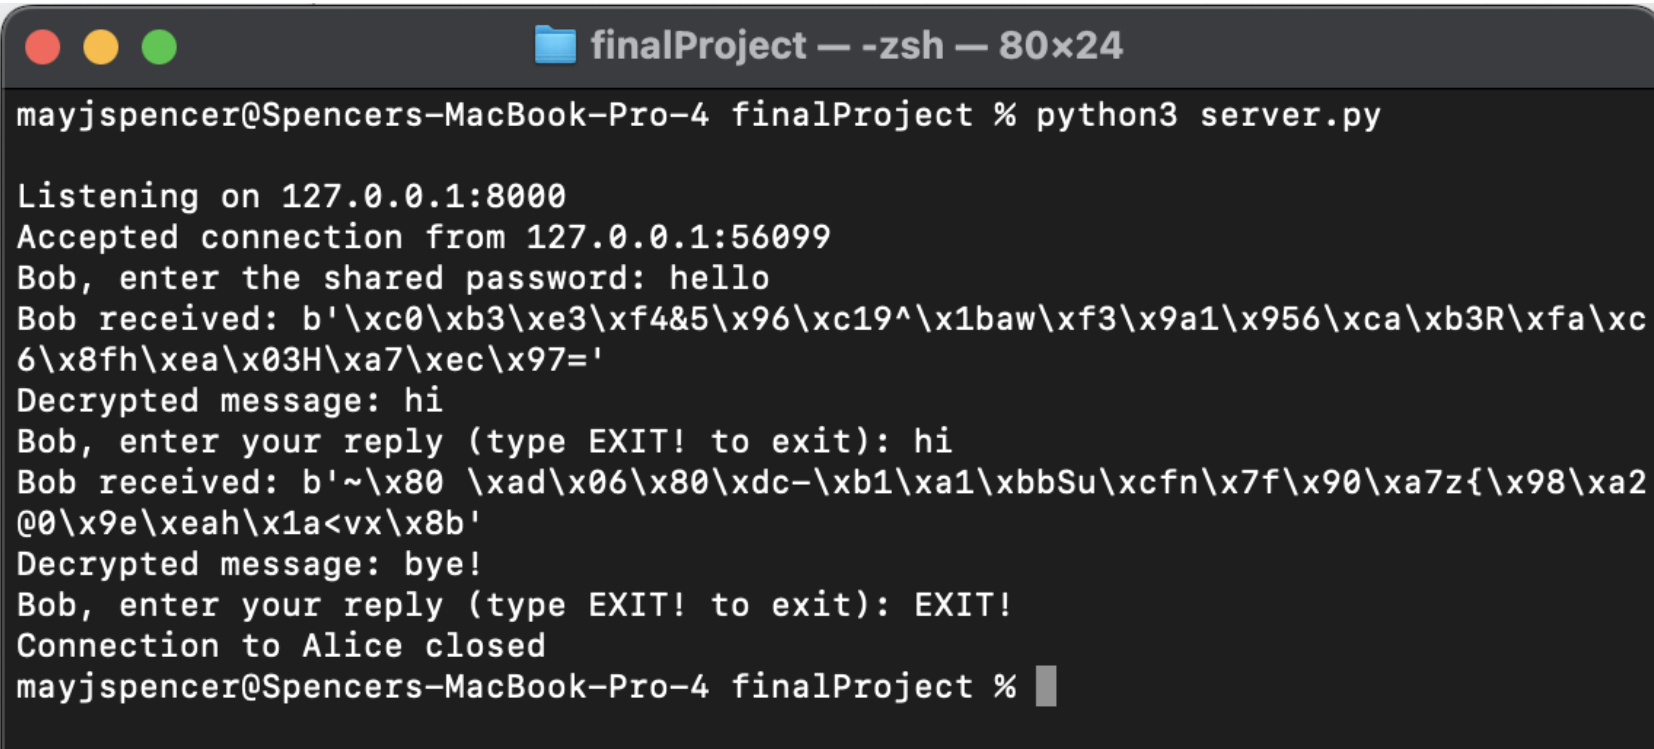 finalProject — -zsh — 80×24
mayjspencer@Spencers-MacBook-Pro-4 finalProject % python3 server.py
Listening on 127.0.0.1:8000
Accepted connection from 127.0.0.1:56099
Bob, enter the shared password: hello
Bob received: b'\xc0\xb3\xe3\xf4&5\x96\xc19^\x1baw\xf3\x9a1\x956\xca\xb3R\xfa\xc
6\x8fh\xea\x03H\xa7\xec\x97='
Decrypted message: hi
Bob, enter your reply (type EXIT! to exit): hi
Bob received: b'~\x80 \xad\x06\x80\xdc-\xb1\xa1\xbbSu\xcfn\x7f\x90\xa7z{\x98\xa2
@0\x9e\xeah\x1a<vx\x8b'
Decrypted message: bye!
Bob, enter your reply (type EXIT! to exit): EXIT!
Connection to Alice closed
mayjspencer@Spencers-MacBook-Pro-4 finalProject %